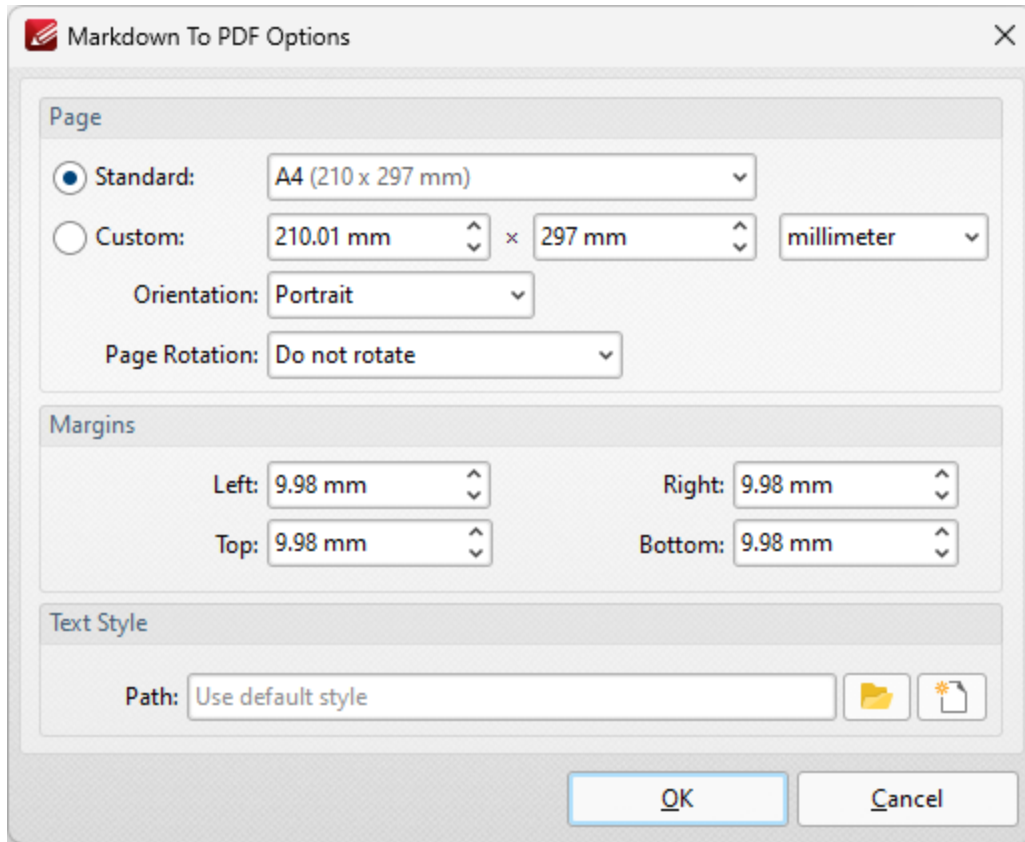 Markdown To PDF Options
Page
Standard: A4 (210 x 297 mm)
Custom: 210.01 mm × 297 mm millimeter
Orientation: Portrait
Page Rotation: Do not rotate
Margins
Left: 9.98 mm Right: 9.98 mm
Top: 9.98 mm Bottom: 9.98 mm
Text Style
Path: Use default style
OK Cancel